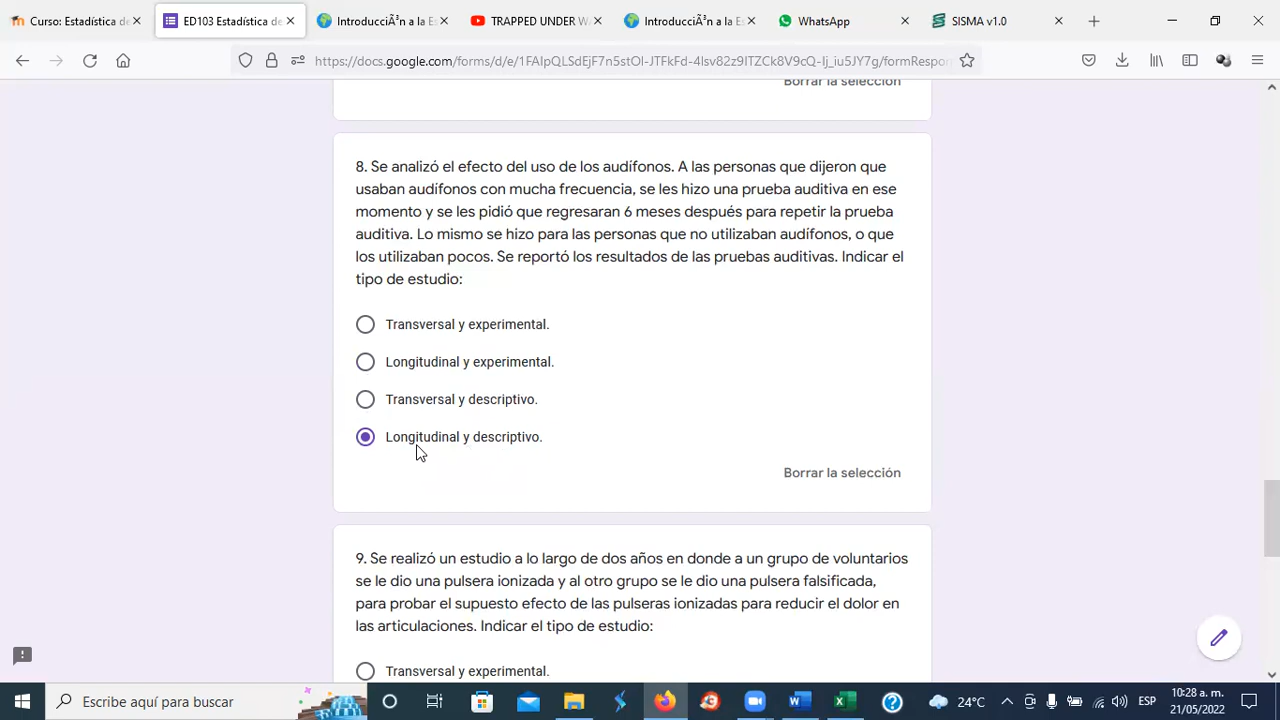 Curso: Estadística de
ED103 Estadística de
IntroducciÃ³n a la Es
TRAPPED UNDER W
IntroducciÃ³n a la Es
WhatsApp
SISMA v1.0
https://docs.google.com/forms/d/e/1FAIpQLSdEjF7n5stOI-JTFkFd-4lsv82z9ITZCk8V9cQ-Ij_iu5JY7g/formRespon
Borrar la selección
8. Se analizó el efecto del uso de los audífonos. A las personas que dijeron que
usaban audífonos con mucha frecuencia, se les hizo una prueba auditiva en ese
momento y se les pidió que regresaran 6 meses después para repetir la prueba
auditiva. Lo mismo se hizo para las personas que no utilizaban audífonos, o que
los utilizaban pocos. Se reportó los resultados de las pruebas auditivas. Indicar el
tipo de estudio:
Transversal y experimental.
Longitudinal y experimental.
Transversal y descriptivo.
Longitudinal y descriptivo.
Borrar la selección
9. Se realizó un estudio a lo largo de dos años en donde a un grupo de voluntarios
se le dio una pulsera ionizada y al otro grupo se le dio una pulsera falsificada,
para probar el supuesto efecto de las pulseras ionizadas para reducir el dolor en
las articulaciones. Indicar el tipo de estudio:
Transversal y experimental.
Escribe aquí para buscar
24°C
ESP
10:28 a. m.
21/05/2022